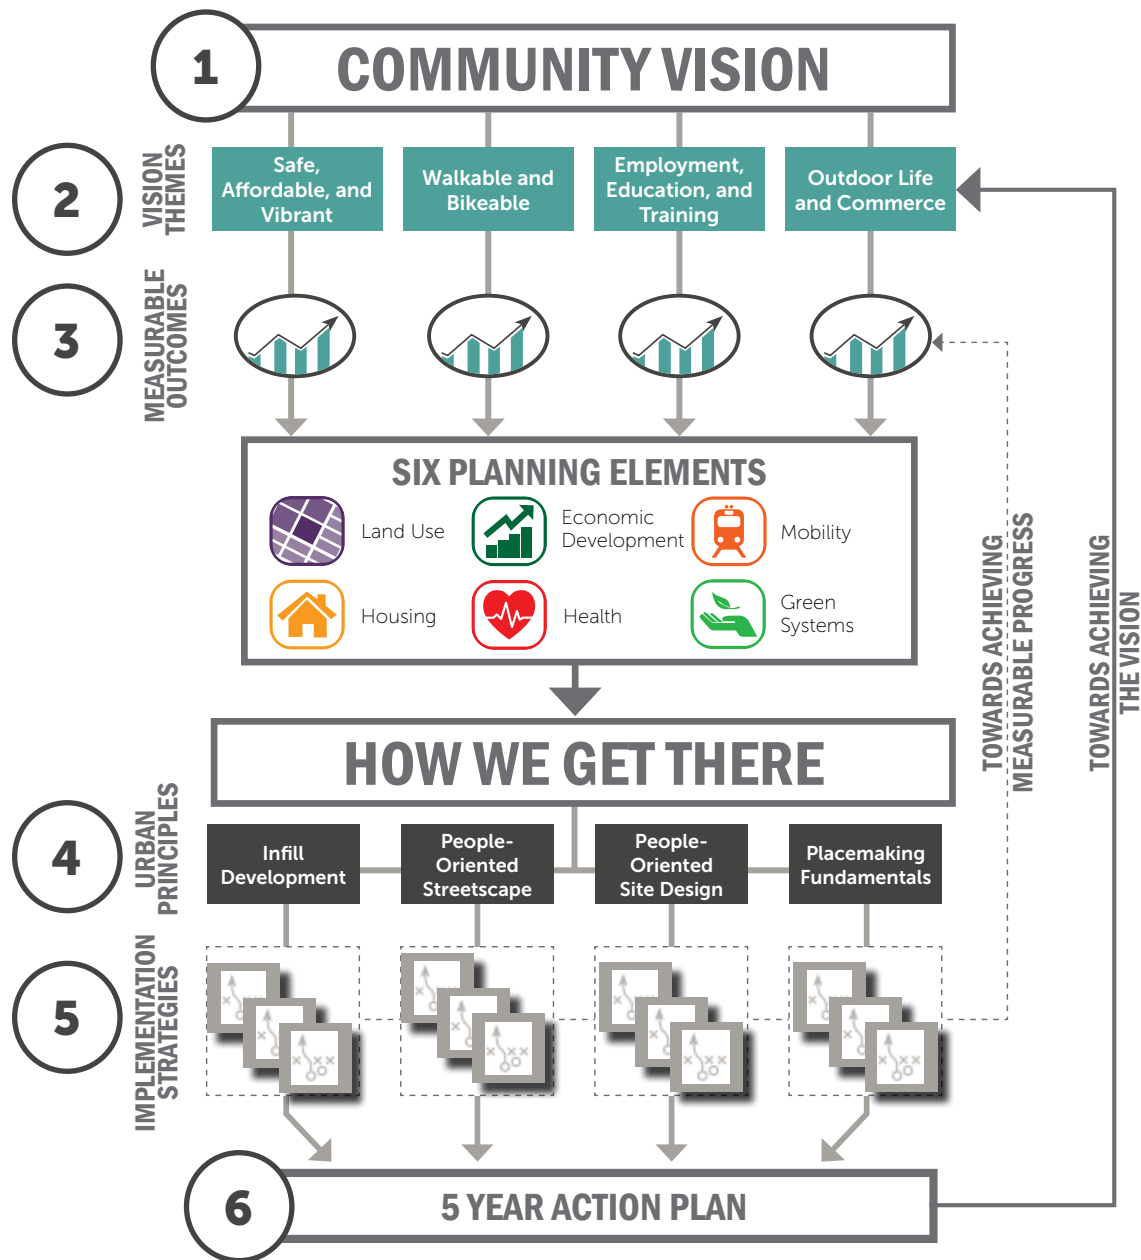 1
COMMUNITY VISION
2
VISION
THEMES
Safe,
Affordable, and
Vibrant
Walkable and
Bikeable
Employment,
Education, and
Training
Outdoor Life
and Commerce
3
MEASURABLE
OUTCOMES
SIX PLANNING ELEMENTS
Land Use
Economic
Development
Mobility
Housing
Health
Green
Systems
TOWARDS ACHIEVING
MEASURABLE PROGRESS
TOWARDS ACHIEVING
THE VISION
HOW WE GET THERE
4
URBAN
PRINCIPLES
Infill
Development
People-
Oriented
Streetscape
People-
Oriented
Site Design
Placemaking
Fundamentals
5
IMPLEMENTATION
STRATEGIES
6
5 YEAR ACTION PLAN